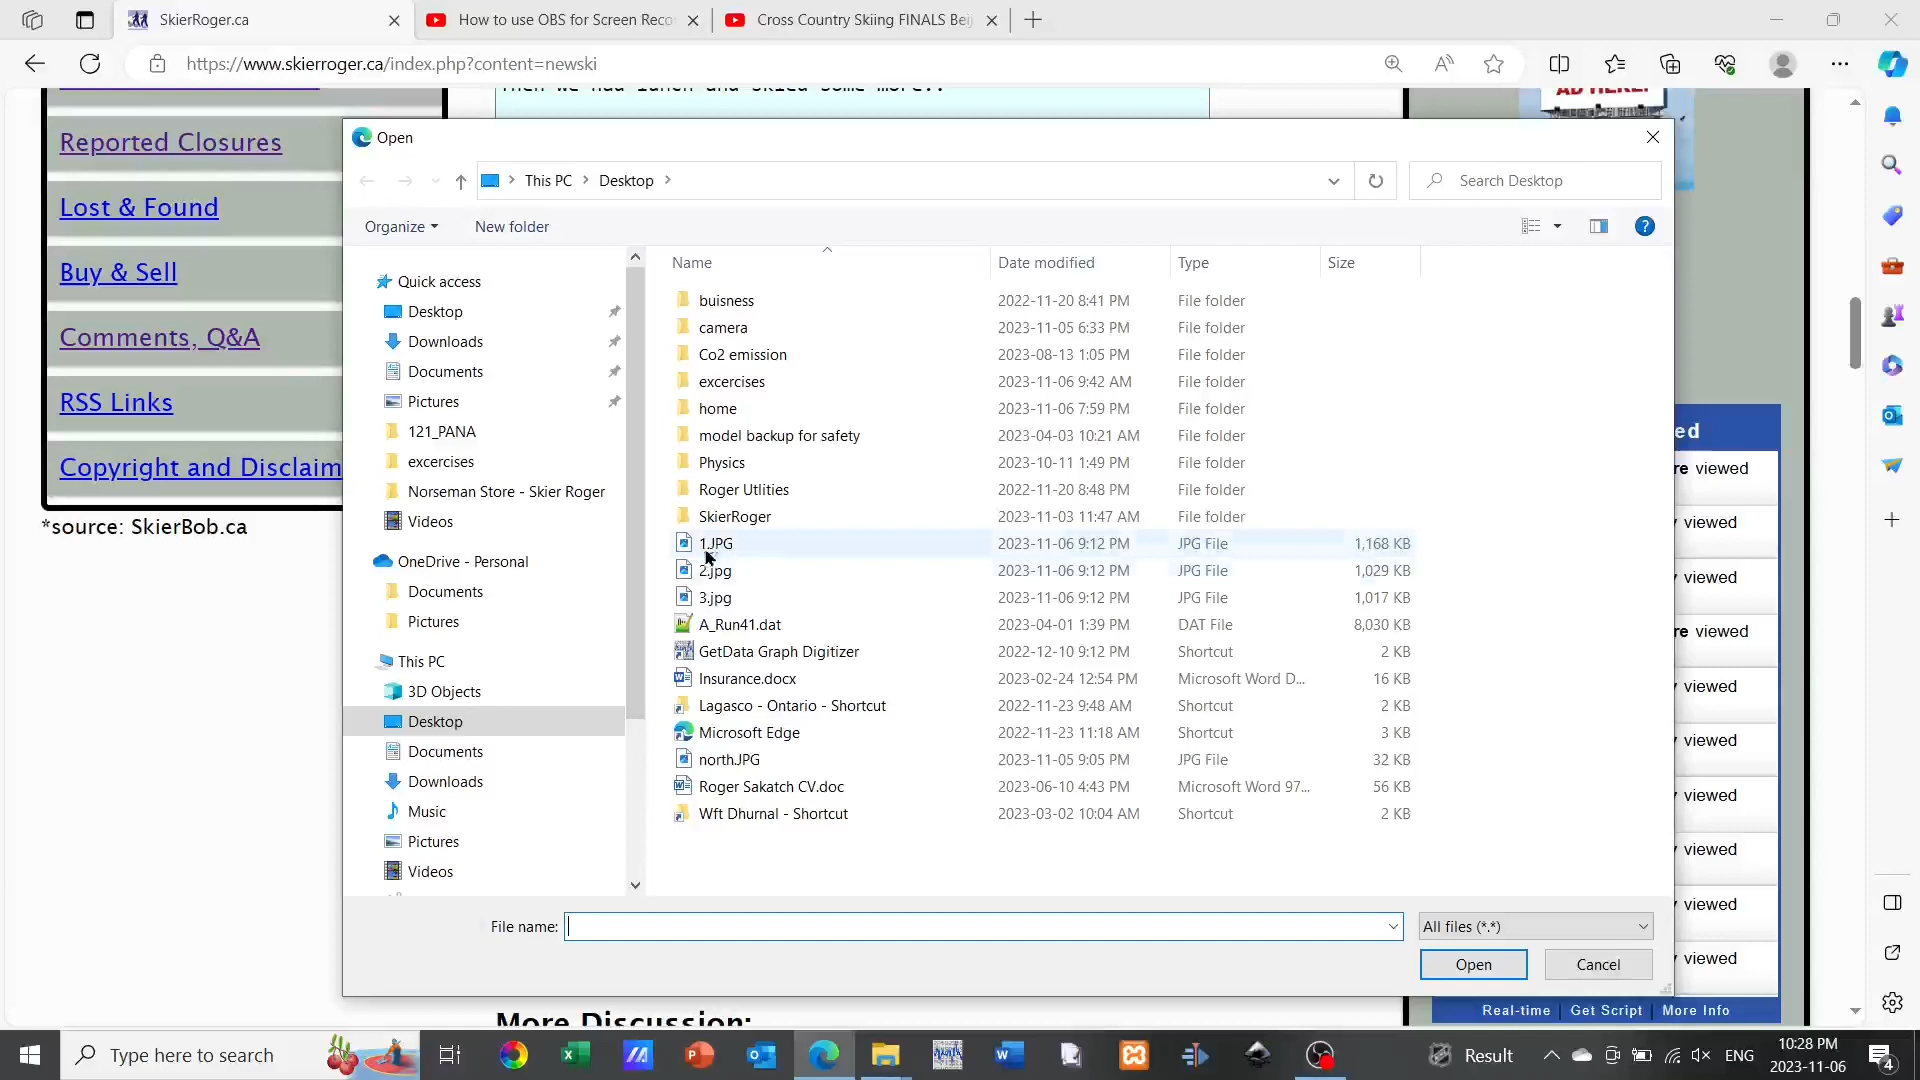 SkierRoger.ca
How to use OBS for Screen Reco
Cross Country Skiing FINALS Beij
https://www.skierroger.ca/index.php?content=newski
Then we had lunch and skied some more..
AD HERE!
Reported Closures
Lost & Found
Buy & Sell
Comments, Q&A
RSS Links
Copyright and Disclaim
*source: SkierBob.ca
Open
This PC > Desktop >
Search Desktop
Organize
New folder
Quick access
Desktop
Downloads
Documents
Pictures
121_PANA
excercises
Norseman Store - Skier Roger
Videos
OneDrive - Personal
Documents
Pictures
This PC
3D Objects
Desktop
Documents
Downloads
Music
Pictures
Videos
Name Date modified Type Size
buisness 2022-11-20 8:41 PM File folder
camera 2023-11-05 6:33 PM File folder
Co2 emission 2023-08-13 1:05 PM File folder
excercises 2023-11-06 9:42 AM File folder
home 2023-11-06 7:59 PM File folder
model backup for safety 2023-04-03 10:21 AM File folder
Physics 2023-10-11 1:49 PM File folder
Roger Utlities 2022-11-20 8:48 PM File folder
SkierRoger 2023-11-03 11:47 AM File folder
1.JPG 2023-11-06 9:12 PM JPG File 1,168 KB
2.jpg 2023-11-06 9:12 PM JPG File 1,029 KB
3.jpg 2023-11-06 9:12 PM JPG File 1,017 KB
A_Run41.dat 2023-04-01 1:39 PM DAT File 8,030 KB
GetData Graph Digitizer 2022-12-10 9:12 PM Shortcut 2 KB
Insurance.docx 2023-02-24 12:54 PM Microsoft Word D... 16 KB
Lagasco - Ontario - Shortcut 2022-11-23 9:48 AM Shortcut 2 KB
Microsoft Edge 2022-11-23 11:18 AM Shortcut 3 KB
north.JPG 2023-11-05 9:05 PM JPG File 32 KB
Roger Sakatch CV.doc 2023-06-10 4:43 PM Microsoft Word 97... 56 KB
Wft Dhurnal - Shortcut 2023-03-02 10:04 AM Shortcut 2 KB
File name:
All files (*.*)
Open
Cancel
ed
re viewed
y viewed
y viewed
re viewed
y viewed
y viewed
y viewed
y viewed
y viewed
y viewed
Real-time | Get Script | More Info
More Discussion:
Type here to search
Result
ENG
10:28 PM
2023-11-06
4